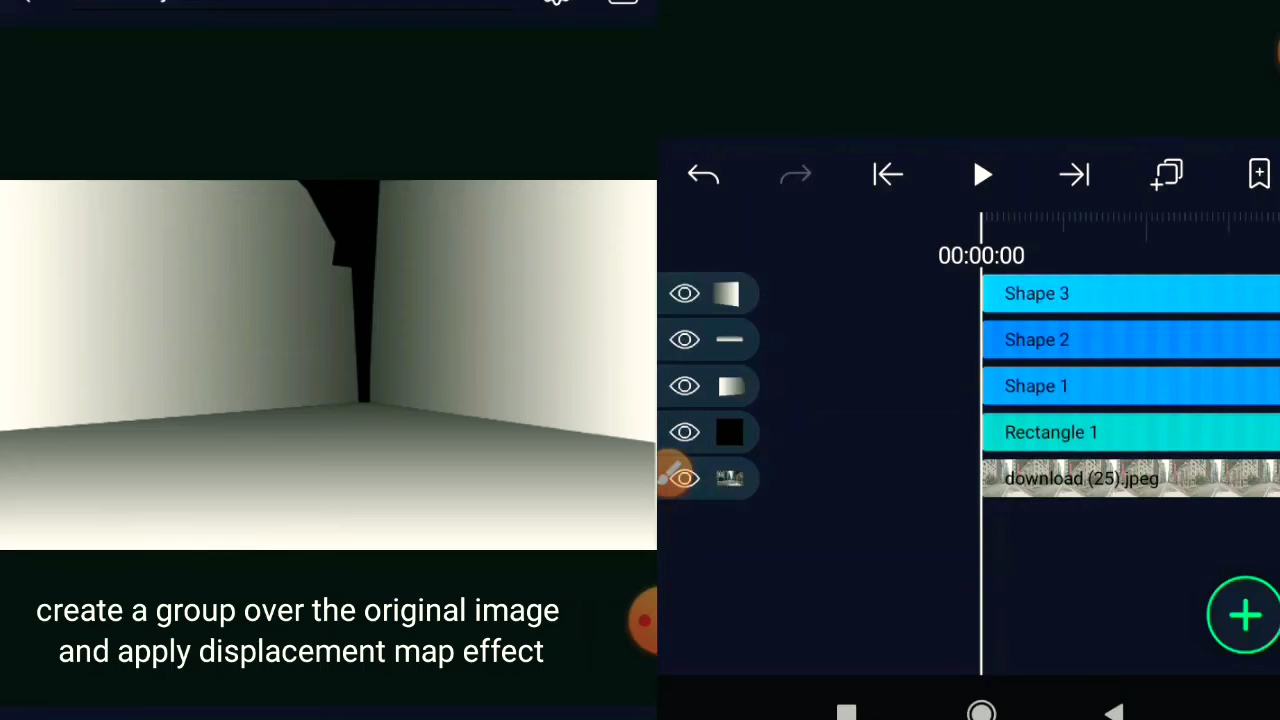 00:00:00
Shape 3
Shape 2
Shape 1
Rectangle 1
download (25).jpeg
create a group over the original image
and apply displacement map effect